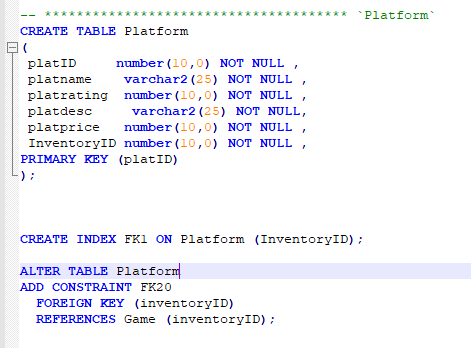 -- ************************************** `Platform`
CREATE TABLE Platform
(
platID number(10,0) NOT NULL ,
platname varchar2(25) NOT NULL ,
platrating number(10,0) NOT NULL ,
platdesc varchar2(25) NOT NULL,
platprice number(10,0) NOT NULL ,
InventoryID number(10,0) NOT NULL ,
PRIMARY KEY (platID)
);
CREATE INDEX FK1 ON Platform (InventoryID);
ALTER TABLE Platform
ADD CONSTRAINT FK20
FOREIGN KEY (inventoryID)
REFERENCES Game (inventoryID);